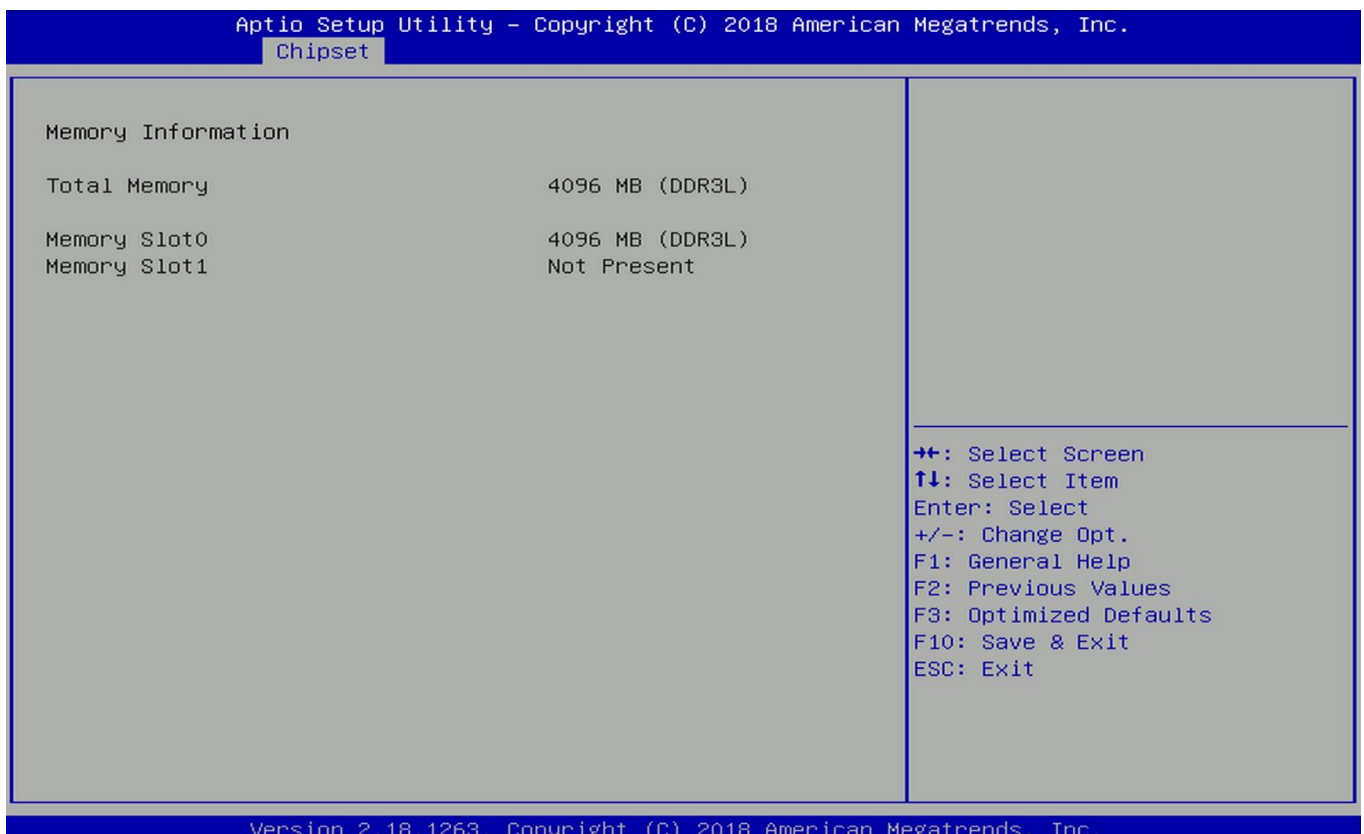 Aptio Setup Utility – Copyright (C) 2018 American Megatrends, Inc.
Chipset
Memory Information
Total Memory 4096 MB (DDR3L)
Memory Slot0 4096 MB (DDR3L)
Memory Slot1 Not Present
→←: Select Screen
↑↓: Select Item
Enter: Select
+/-: Change Opt.
F1: General Help
F2: Previous Values
F3: Optimized Defaults
F10: Save & Exit
ESC: Exit
Version 2.18.1263. Copyright (C) 2018 American Megatrends, Inc.